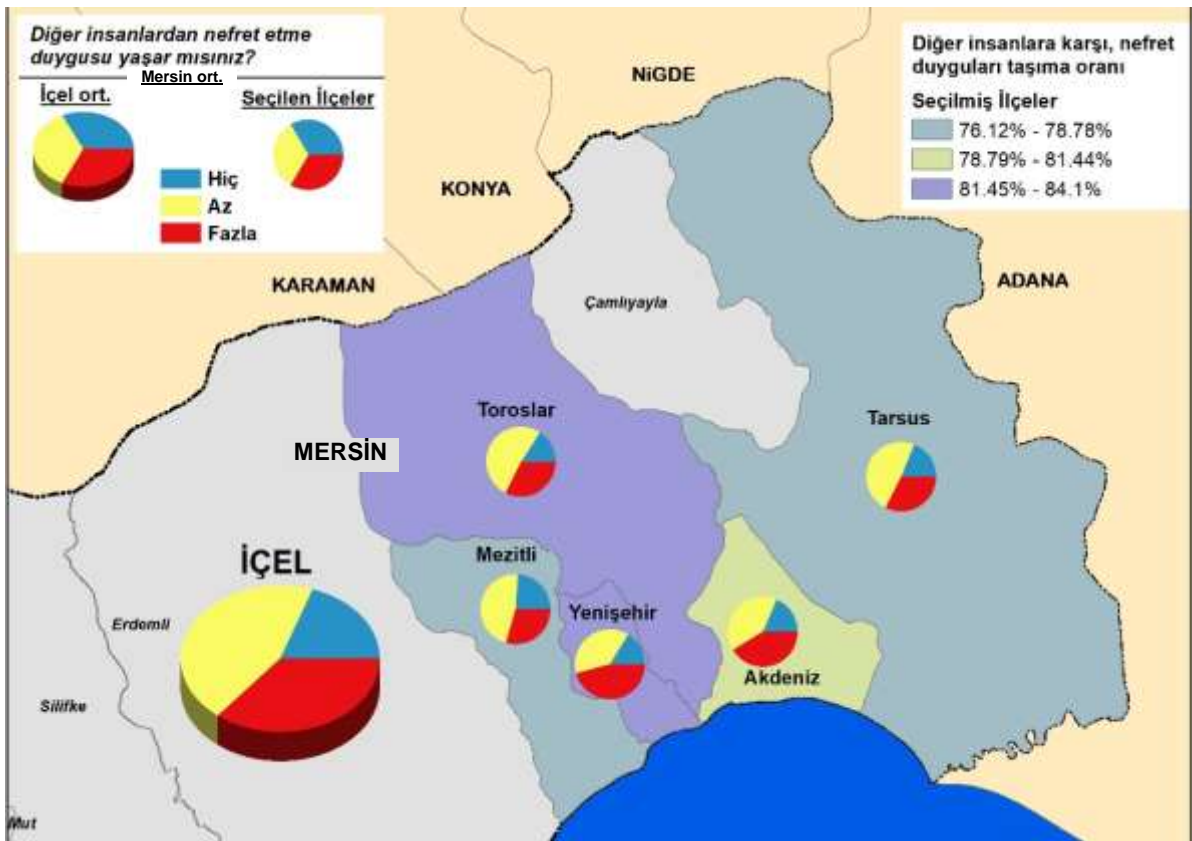 Diğer insanlardan nefret etme
duygusu yaşar mısınız?
Mersin ort.
İçel ort.
Seçilen İlçeler
Hiç
Az
Fazla
Diğer insanlara karşı, nefret
duyguları taşıma oranı
Seçilmiş İlçeler
76.12% - 78.78%
78.79% - 81.44%
81.45% - 84.1%
NiGDE
KONYA
KARAMAN
ADANA
Çamlıyayla
Toroslar
Tarsus
MERSİN
Mezitli
İÇEL
Yenişehir
Erdemli
Akdeniz
Silifke
Mut